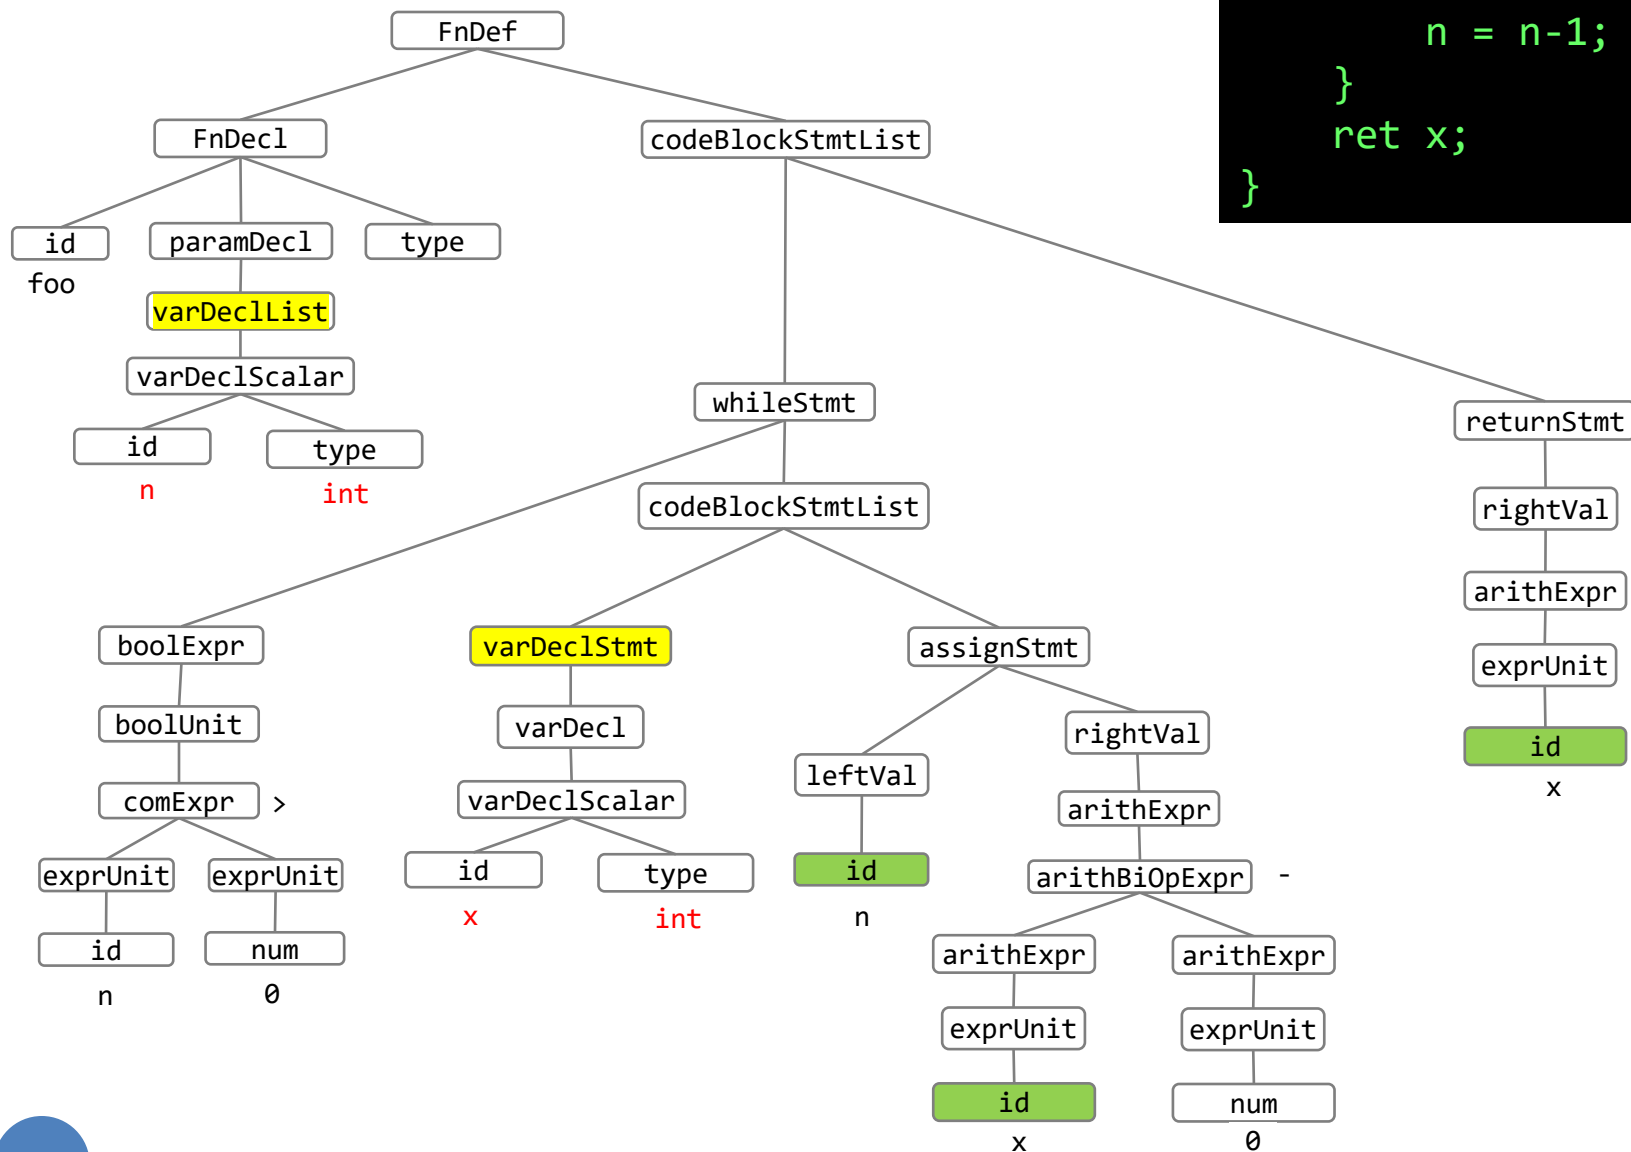 FnDef
n = n-1;
}
ret x;
}
FnDecl
codeBlockStmtList
id
paramDecl
type
foo
varDeclList
varDeclScalar
id
type
n
int
whileStmt
returnStmt
codeBlockStmtList
rightVal
arithExpr
exprUnit
id
x
boolExpr
varDeclStmt
assignStmt
boolUnit
varDecl
rightVal
leftVal
comExpr >
varDeclScalar
arithExpr
exprUnit
exprUnit
id
type
id
arithBiOpExpr -
x
int
n
id
num
arithExpr
arithExpr
n
0
exprUnit
exprUnit
id
num
x
0